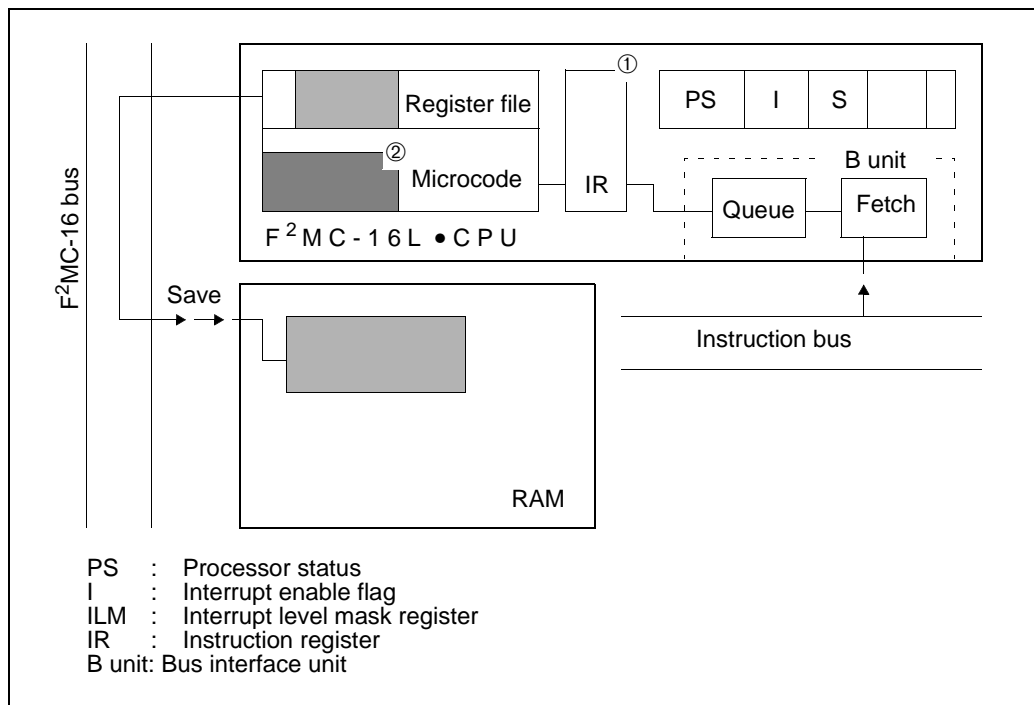 F²MC-16 bus
①
Register file
PS I S
②
Microcode
IR
B unit
Queue
Fetch
F²MC-16L•CPU
Save
Instruction bus
RAM
PS : Processor status
I : Interrupt enable flag
ILM : Interrupt level mask register
IR : Instruction register
B unit: Bus interface unit